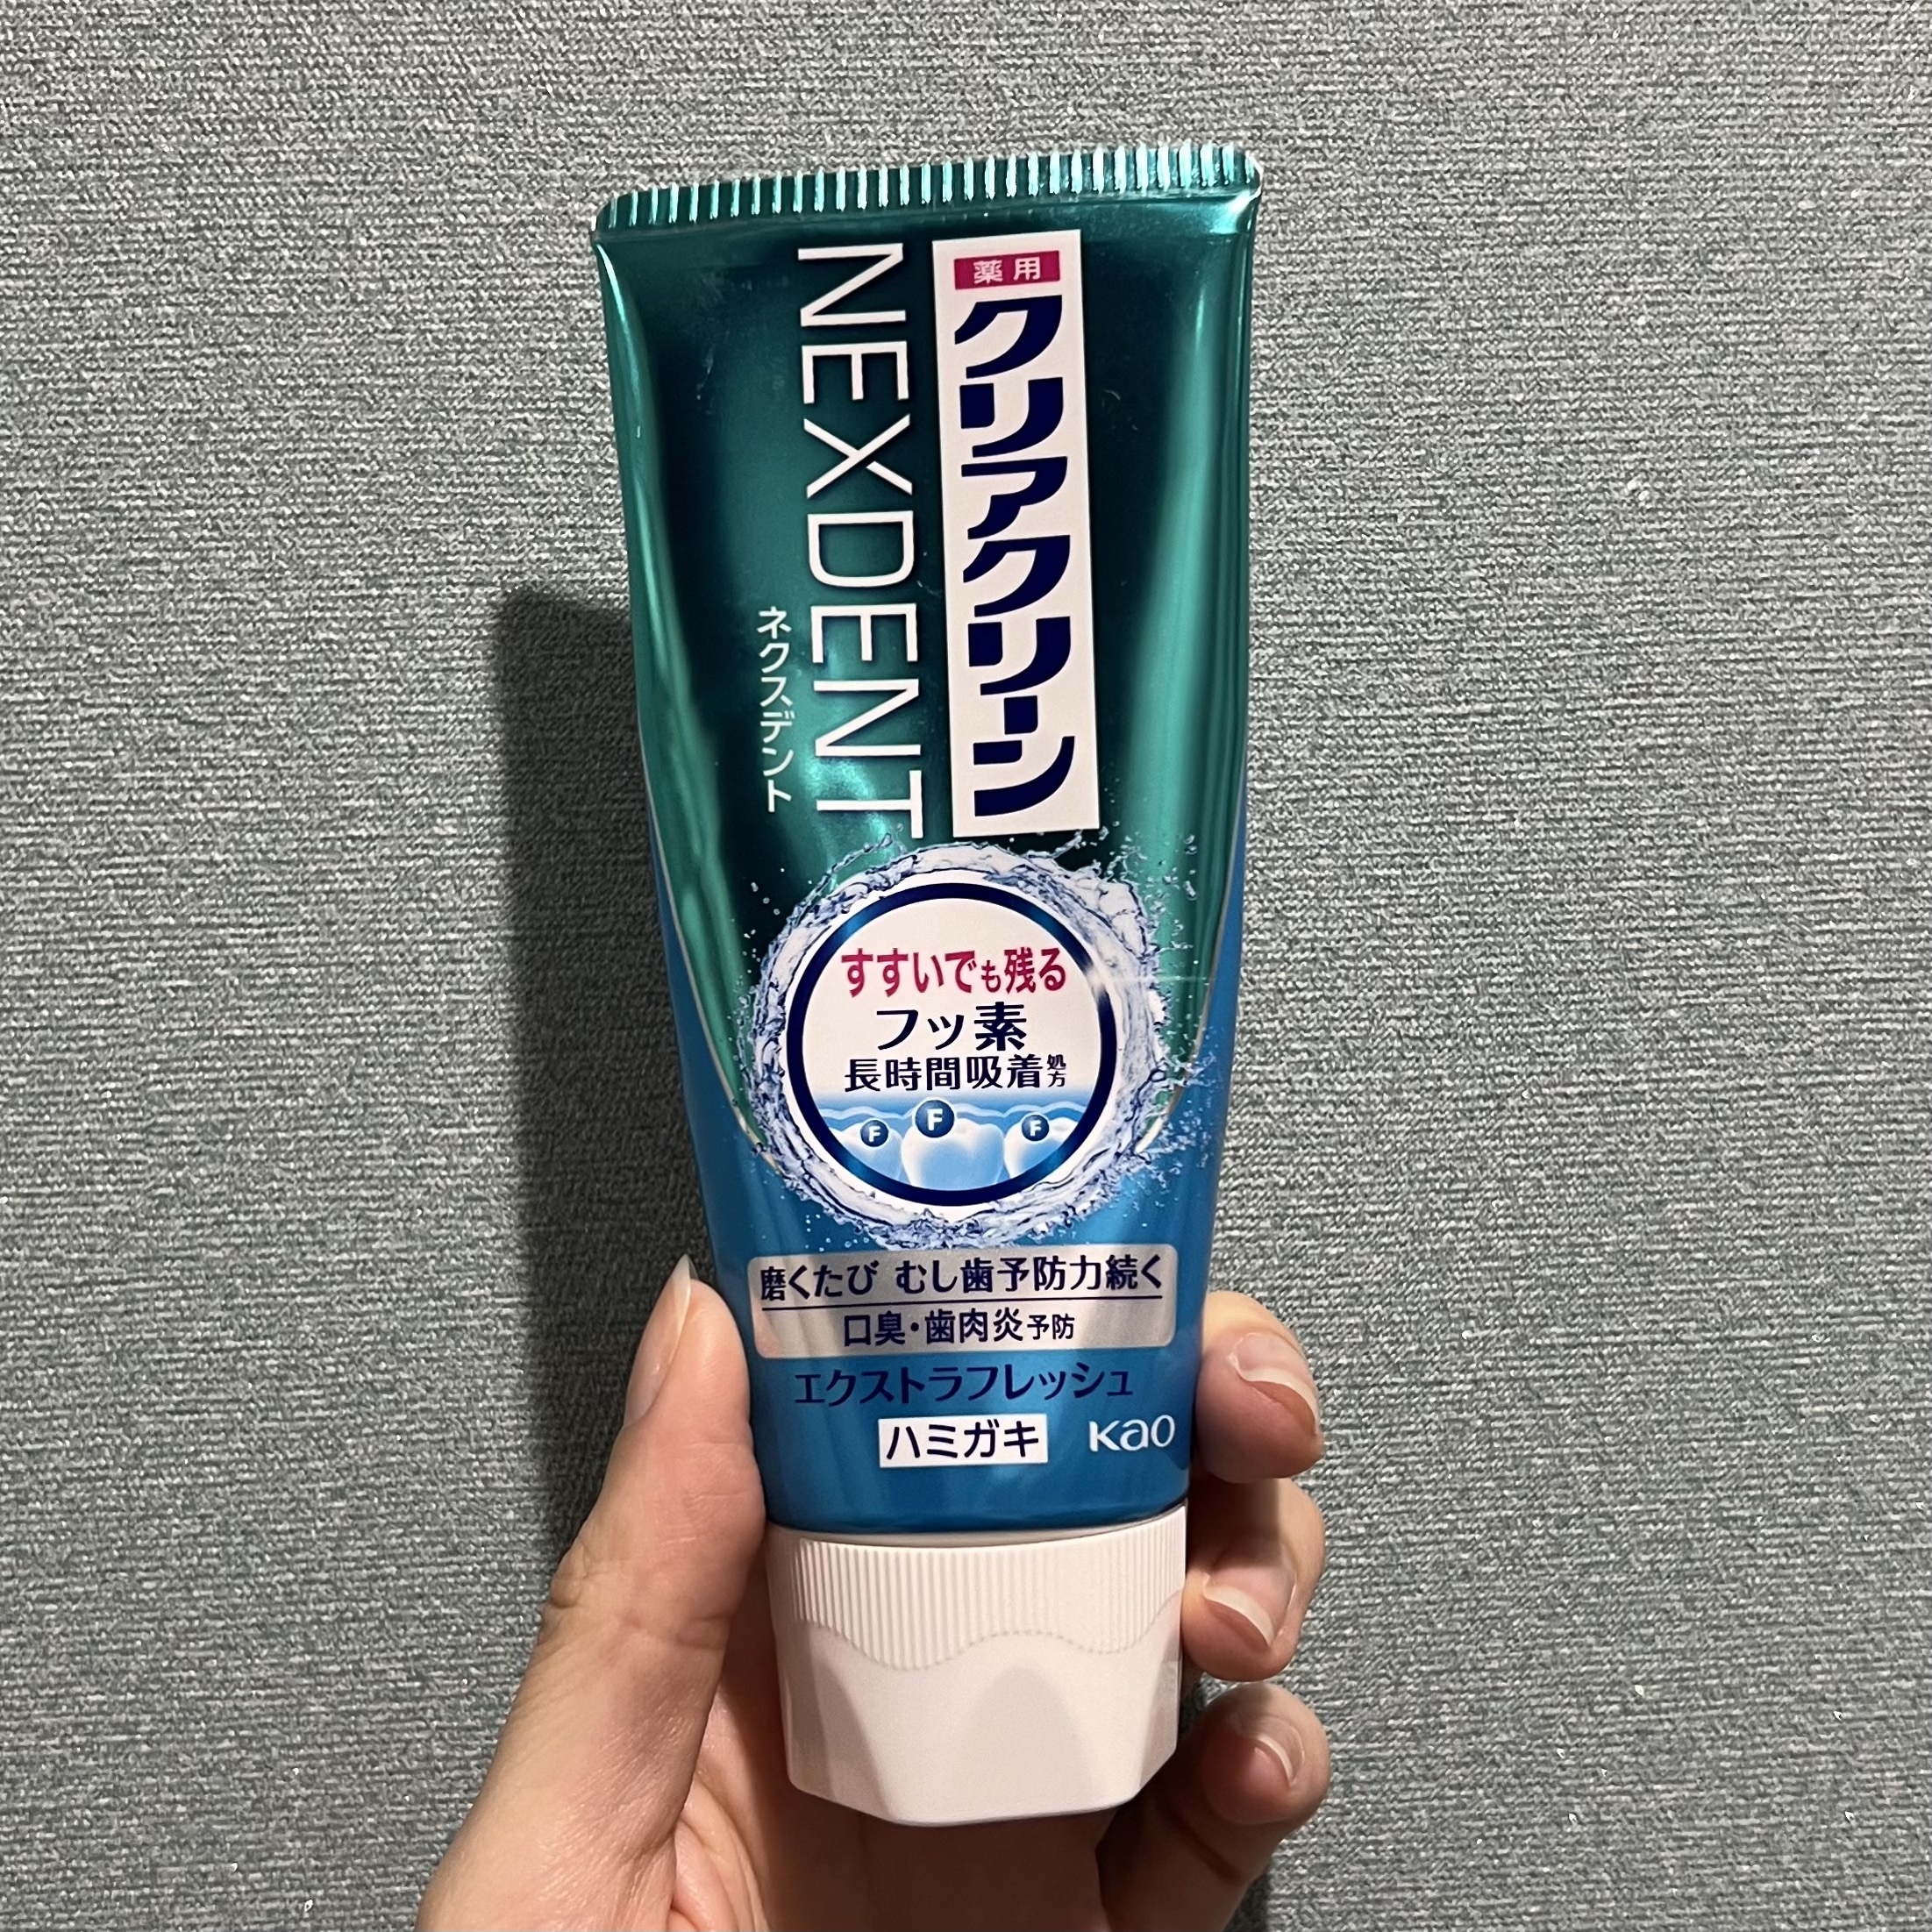 薬用
クリアクリーン
NEXDENT
ネクスデント
すすいでも残る
フッ素
長時間吸着処方
F F F
磨くたび むし歯予防力続く
口臭・歯肉炎予防
エクストラフレッシュ
ハミガキ
Kao